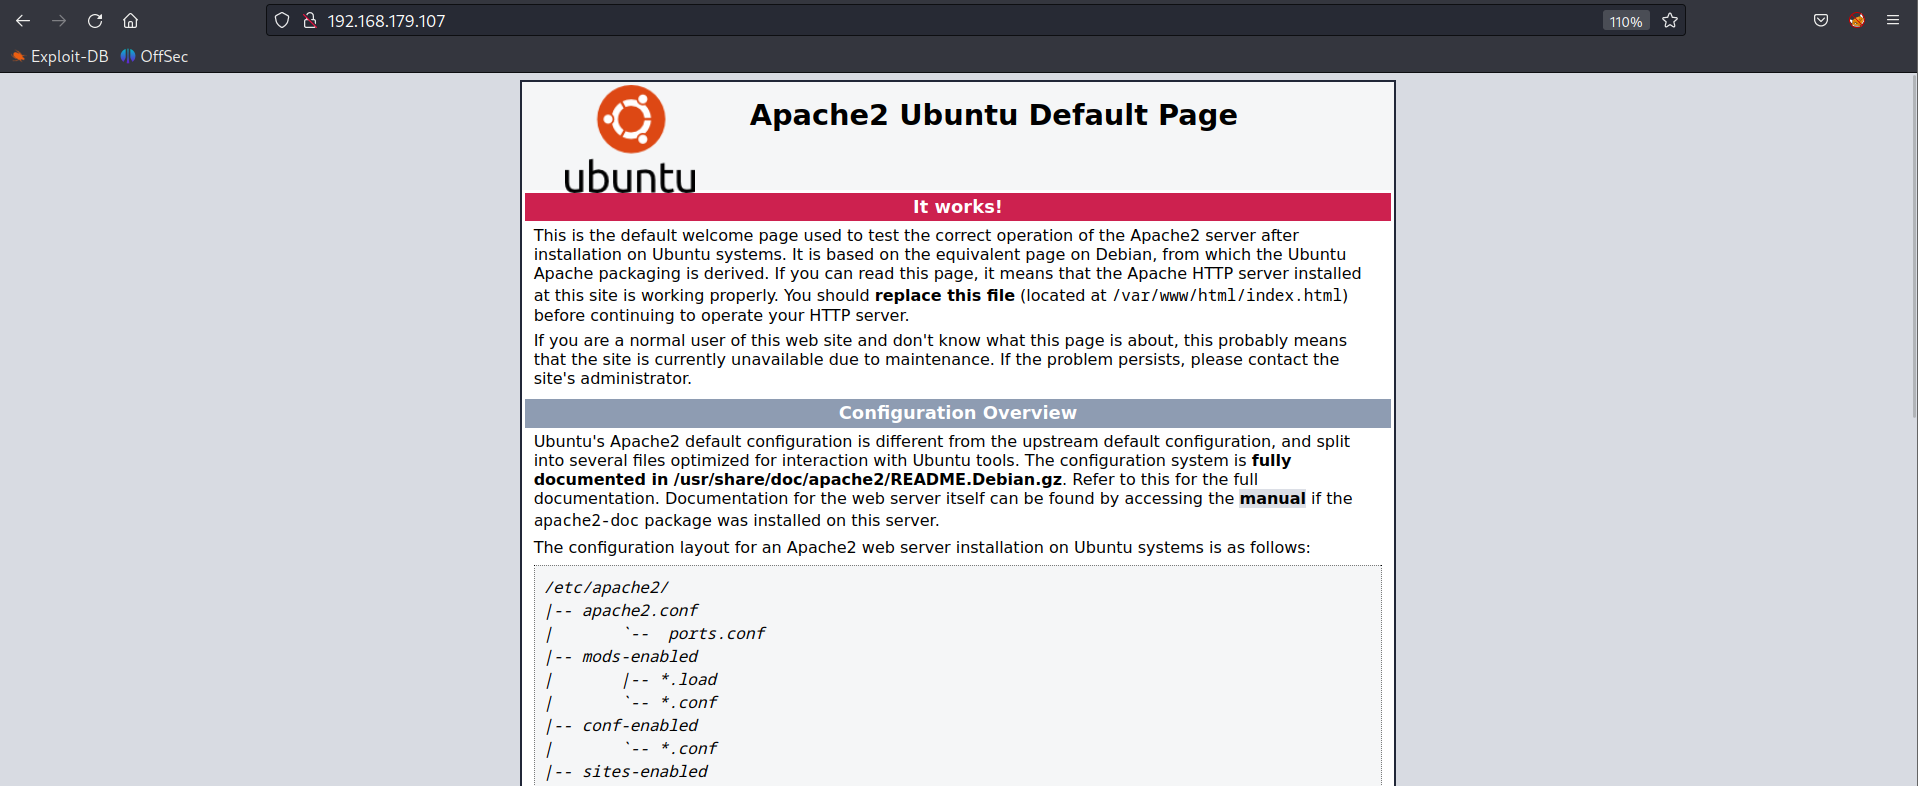 192.168.179.107
110%
Exploit-DB OffSec
Apache2 Ubuntu Default Page
ubuntu
It works!
This is the default welcome page used to test the correct operation of the Apache2 server after
installation on Ubuntu systems. It is based on the equivalent page on Debian, from which the Ubuntu
Apache packaging is derived. If you can read this page, it means that the Apache HTTP server installed
at this site is working properly. You should replace this file (located at /var/www/html/index.html)
before continuing to operate your HTTP server.
If you are a normal user of this web site and don't know what this page is about, this probably means
that the site is currently unavailable due to maintenance. If the problem persists, please contact the
site's administrator.
Configuration Overview
Ubuntu's Apache2 default configuration is different from the upstream default configuration, and split
into several files optimized for interaction with Ubuntu tools. The configuration system is fully
documented in /usr/share/doc/apache2/README.Debian.gz. Refer to this for the full
documentation. Documentation for the web server itself can be found by accessing the manual if the
apache2-doc package was installed on this server.
The configuration layout for an Apache2 web server installation on Ubuntu systems is as follows:
/etc/apache2/
|-- apache2.conf
|       `--  ports.conf
|-- mods-enabled
|       |-- *.load
|       `-- *.conf
|-- conf-enabled
|       `-- *.conf
|-- sites-enabled